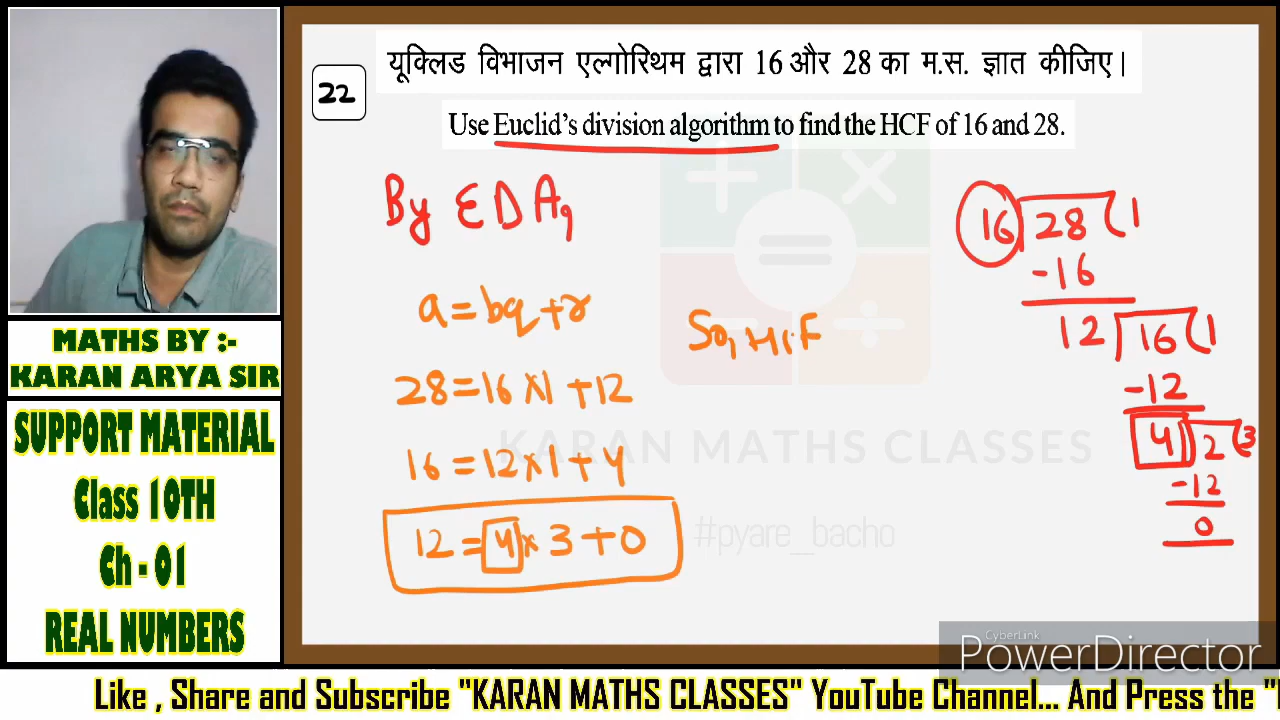 यूक्लिड विभाजन एल्गोरिथम द्वारा 16 और 28 का म.स. ज्ञात कीजिए।
22
Use Euclid's division algorithm to find the HCF of 16 and 28.
By EDA,
a = bq + r
28 = 16 × 1 + 12
16 = 12 × 1 + 4
12 = 4 × 3 + 0
So, H.C.F
16 28 1
-16
12 16 1
-12
4 12 3
-12
0
MATHS BY :-
KARAN ARYA SIR
SUPPORT MATERIAL
Class 10TH
Ch - 01
REAL NUMBERS
KARAN MATHS CLASSES
#pyare_bacho
CyberLink
PowerDirector
Like , Share and Subscribe "KARAN MATHS CLASSES" YouTube Channel... And Press the "